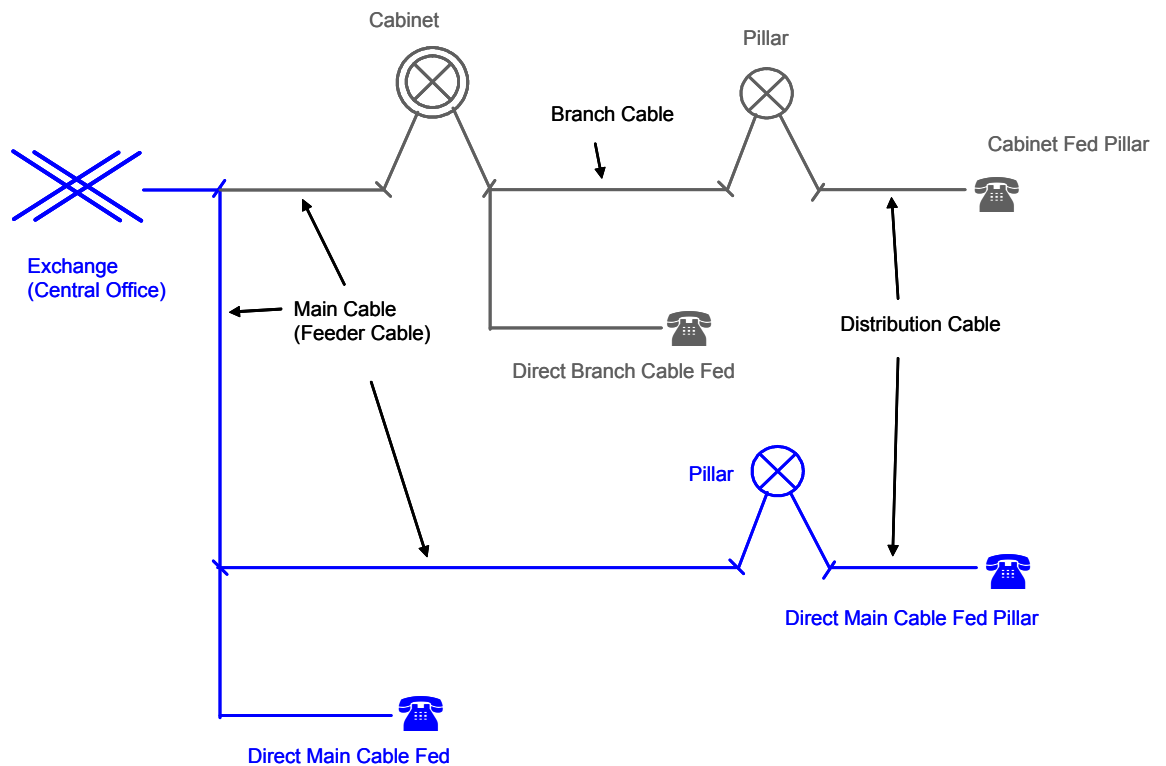 Cabinet
Pillar
Branch Cable
Cabinet Fed Pillar
Exchange
(Central Office)
Main Cable
(Feeder Cable)
Distribution Cable
Direct Branch Cable Fed
Pillar
Direct Main Cable Fed Pillar
Direct Main Cable Fed